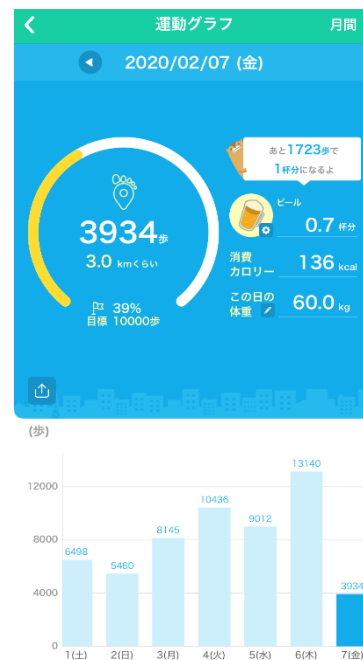 運動グラフ 月間
2020/02/07 (金)
あと1723歩で
1杯分になるよ
ビール
0.7 杯分
3934歩
3.0 kmくらい
消費
カロリー 136 kcal
39%
目標 10000歩
この日の
体重 60.0 kg
(歩)
13140
12000
10436
9012
8145
8000
6498
5460
4000
3934
0
1(土) 2(日) 3(月) 4(火) 5(水) 6(木) 7(金)